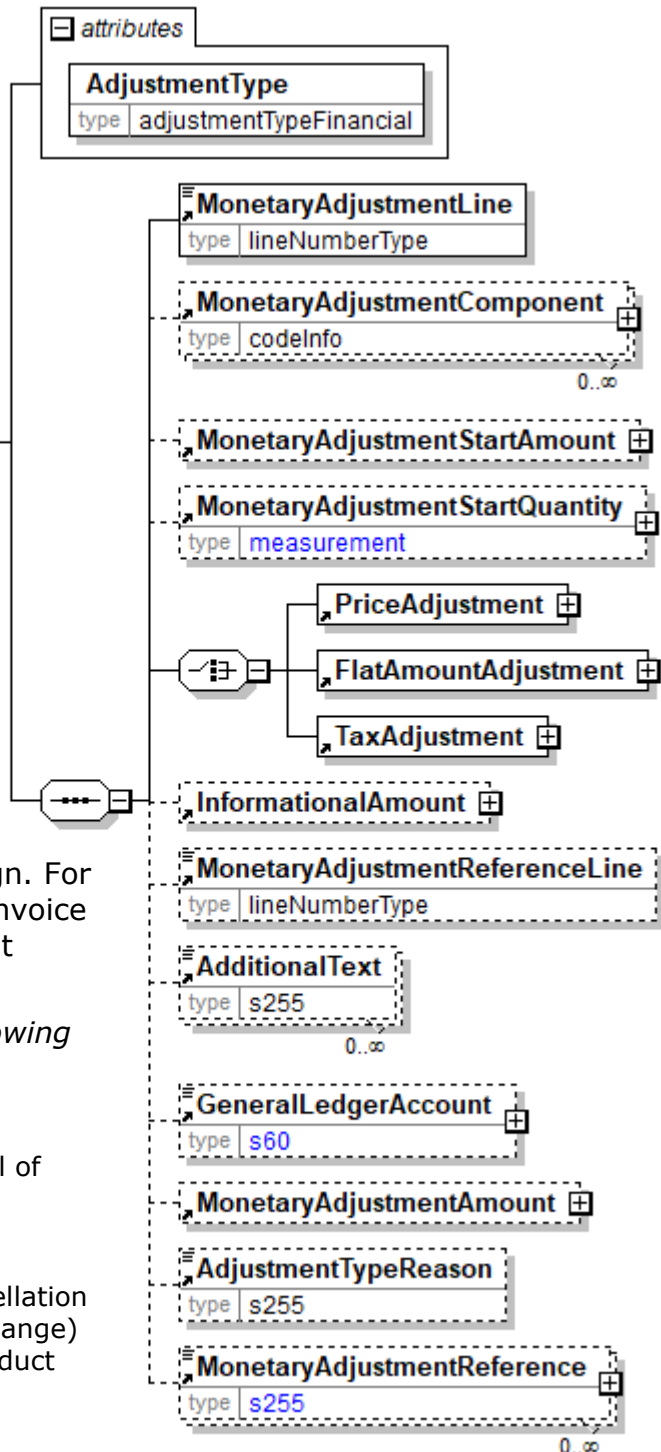 attributes
AdjustmentType
type adjustmentTypeFinancial
MonetaryAdjustmentLine
type lineNumberType
MonetaryAdjustmentComponent
type codeInfo
0..∞
MonetaryAdjustmentStartAmount
MonetaryAdjustmentStartQuantity
type measurement
PriceAdjustment
FlatAmountAdjustment
TaxAdjustment
InformationalAmount
MonetaryAdjustmentReferenceLine
type lineNumberType
AdditionalText
type s255
0..∞
GeneralLedgerAccount
type s60
MonetaryAdjustmentAmount
AdjustmentTypeReason
type s255
MonetaryAdjustmentReference
type s255
0..∞
gn. For
nvoice
t
owing
l of
ellation
ange)
duct